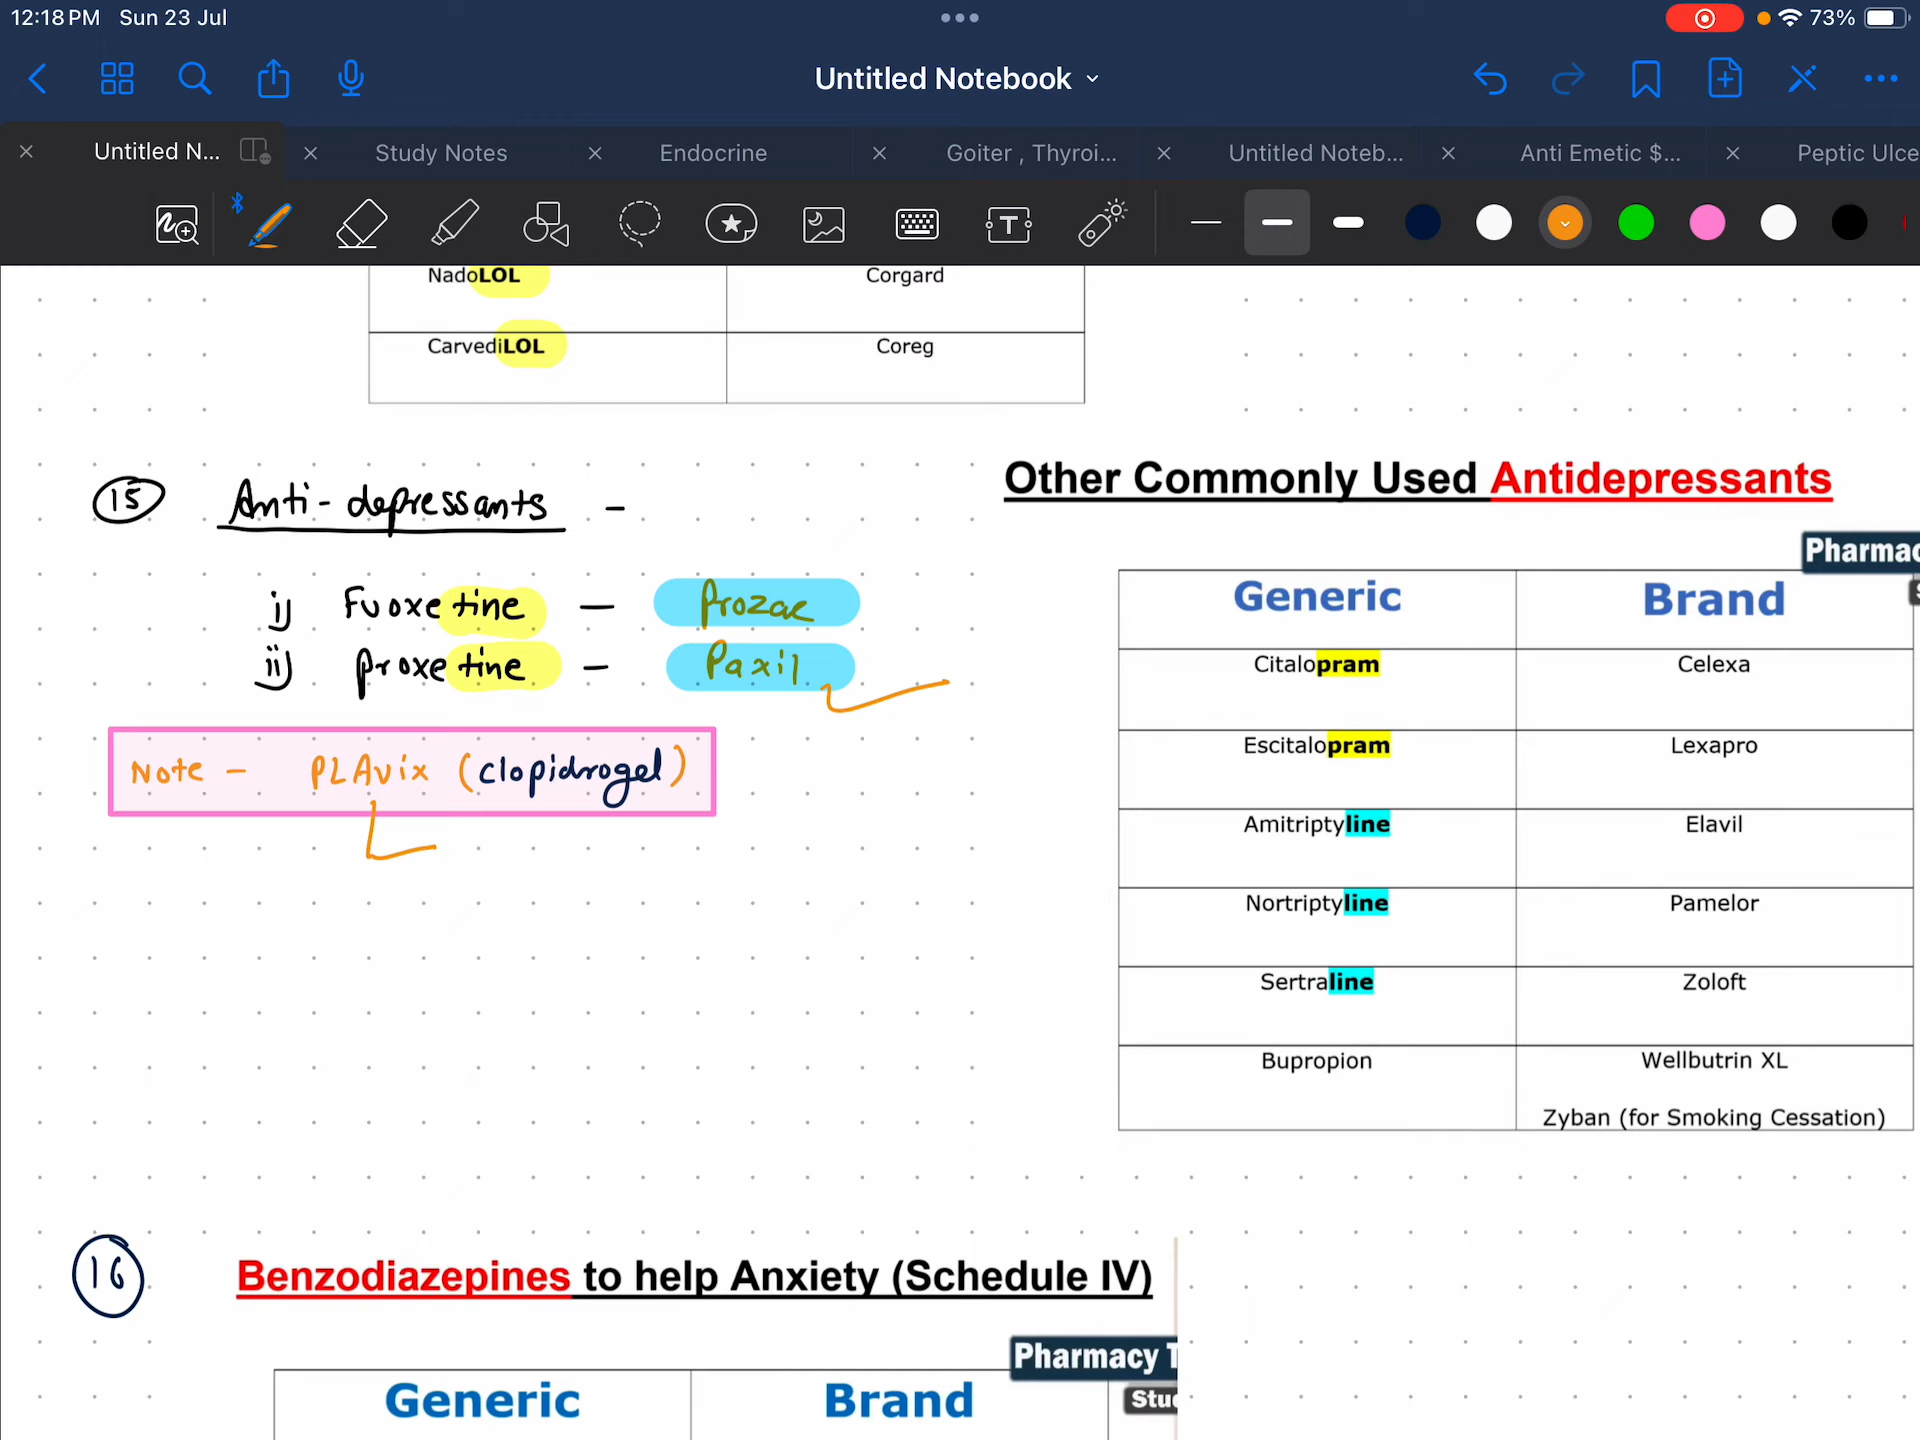 12:18 PM Sun 23 Jul
73%
Untitled Notebook
Untitled N...
Study Notes
Endocrine
Goiter , Thyroi...
Untitled Noteb...
Anti Emetic $...
Peptic Ulce
T
NadoLOL Corgard
CarvediLOL Coreg
15 Anti-depressants -
i) Fuoxetine - Prozac
ii) proxetine - Paxil
Note - PLAvix (clopidrogel)
Other Commonly Used Antidepressants
Pharmac
S
Generic Brand
Citalopram Celexa
Escitalopram Lexapro
Amitriptyline Elavil
Nortriptyline Pamelor
Sertraline Zoloft
Bupropion Wellbutrin XL
Zyban (for Smoking Cessation)
16 Benzodiazepines to help Anxiety (Schedule IV)
Pharmacy T
Stu
Generic Brand